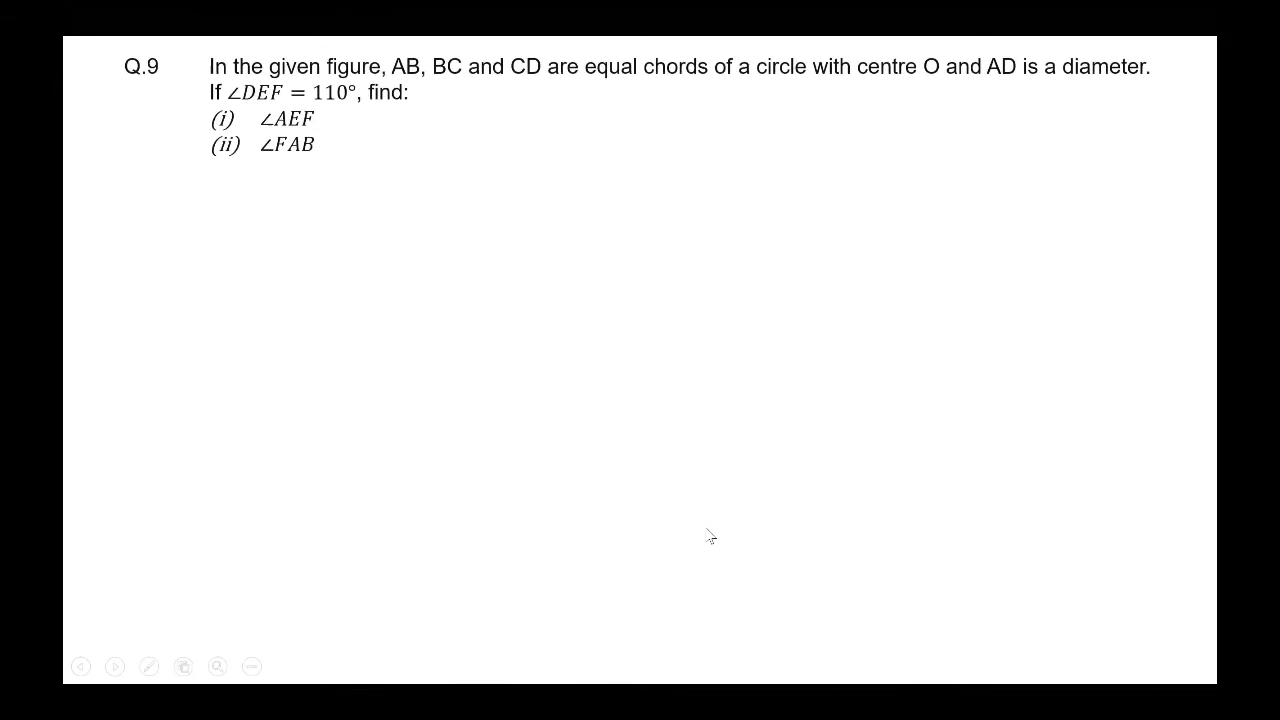 Q.9 In the given figure, AB, BC and CD are equal chords of a circle with centre O and AD is a diameter.
If ∠DEF = 110°, find:
(i) ∠AEF
(ii) ∠FAB